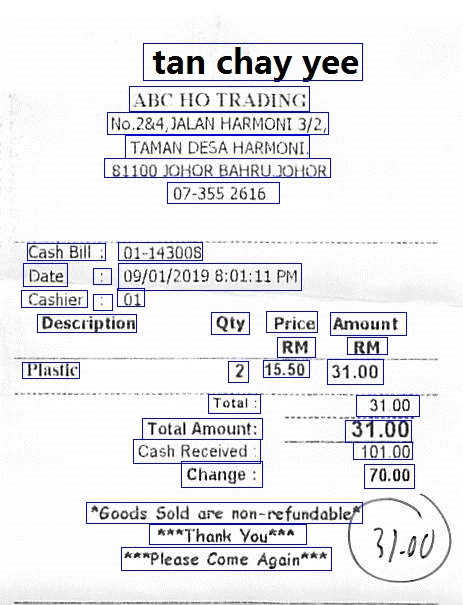 tan chay yee
ABC HO TRADING
No.2&4, JALAN HARMONI 3/2,
TAMAN DESA HARMONI.
81100 JOHOR BAHRU.JOHOR
07-355 2616
Cash Bill : 01-143008
Date : 09/01/2019 8:01:11 PM
Cashier : 01
Description Qty Price Amount
RM RM
Plastic 2 15.50 31.00
Total : 31.00
Total Amount: 31.00
Cash Received : 101.00
Change : 70.00
*Goods Sold are non-refundable*
***Thank You***
***Please Come Again***
31.00